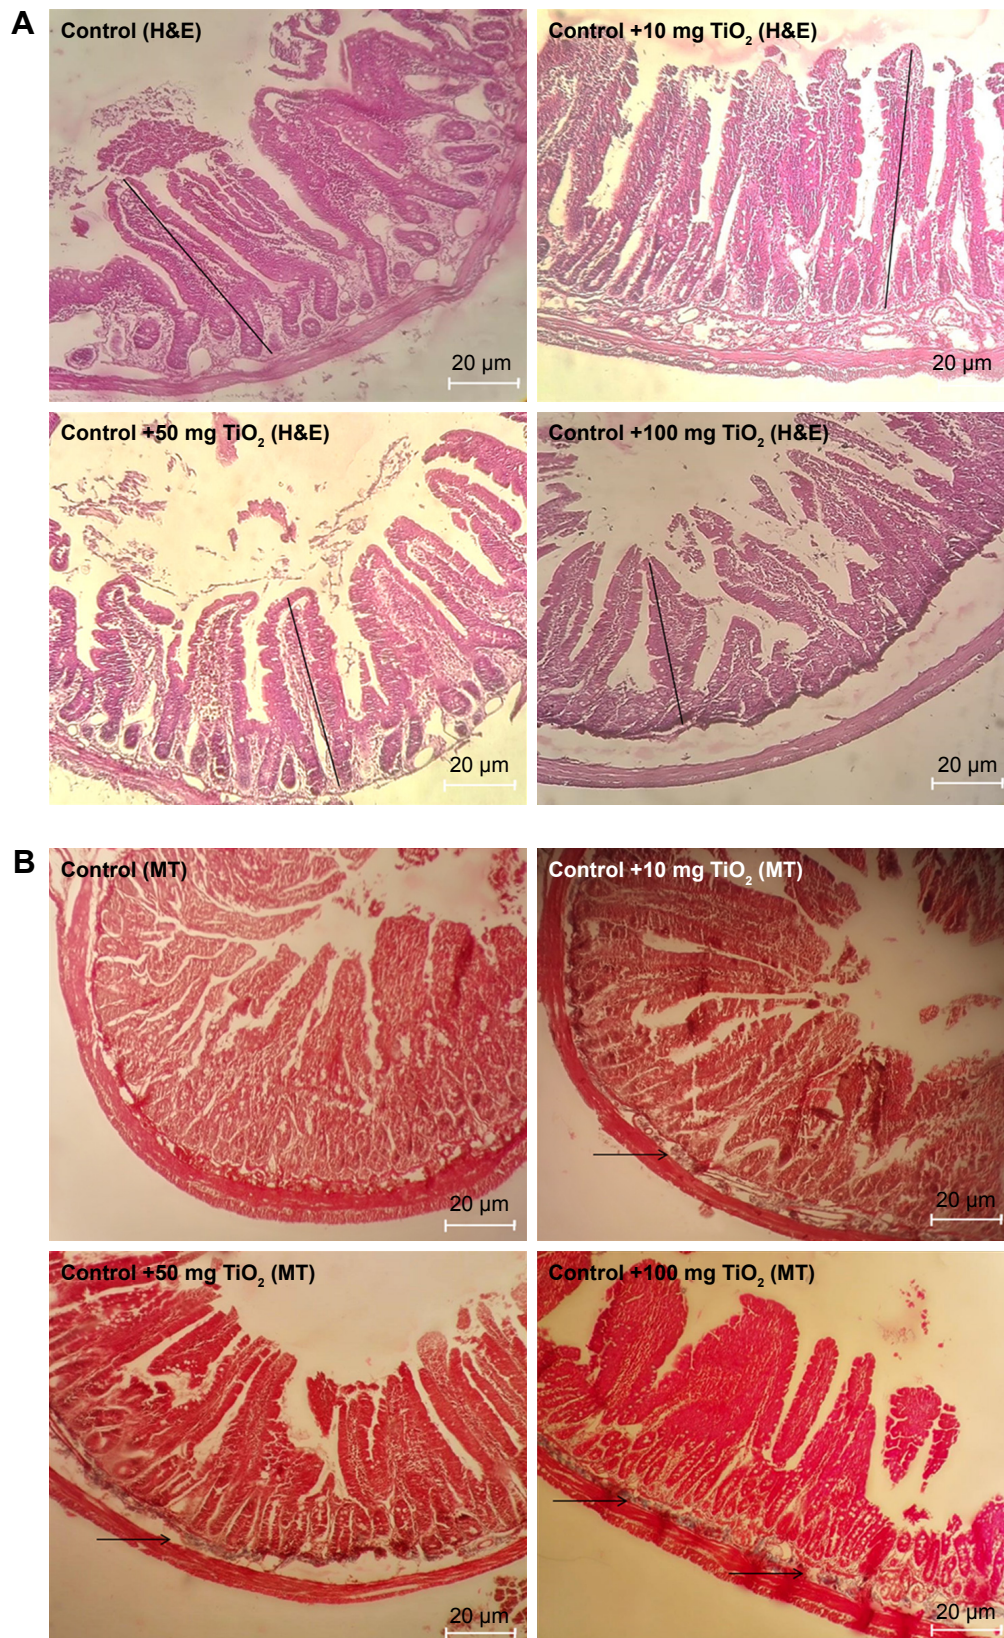 A
Control (H&E)
Control +10 mg TiO₂ (H&E)
20 µm
20 µm
Control +50 mg TiO₂ (H&E)
Control +100 mg TiO₂ (H&E)
20 µm
20 µm
B
Control (MT)
Control +10 mg TiO₂ (MT)
20 µm
20 µm
Control +50 mg TiO₂ (MT)
Control +100 mg TiO₂ (MT)
20 µm
20 µm